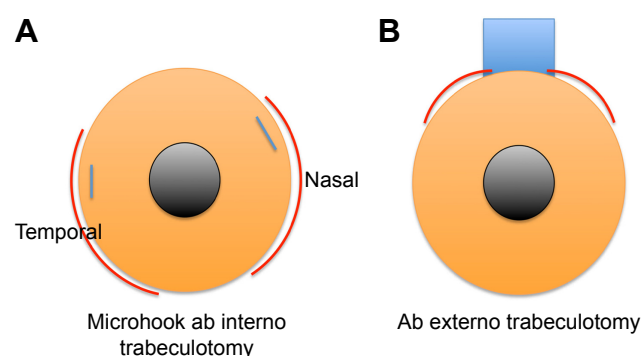 A
B
Nasal
Temporal
Microhook ab interno
trabeculotomy
Ab externo trabeculotomy